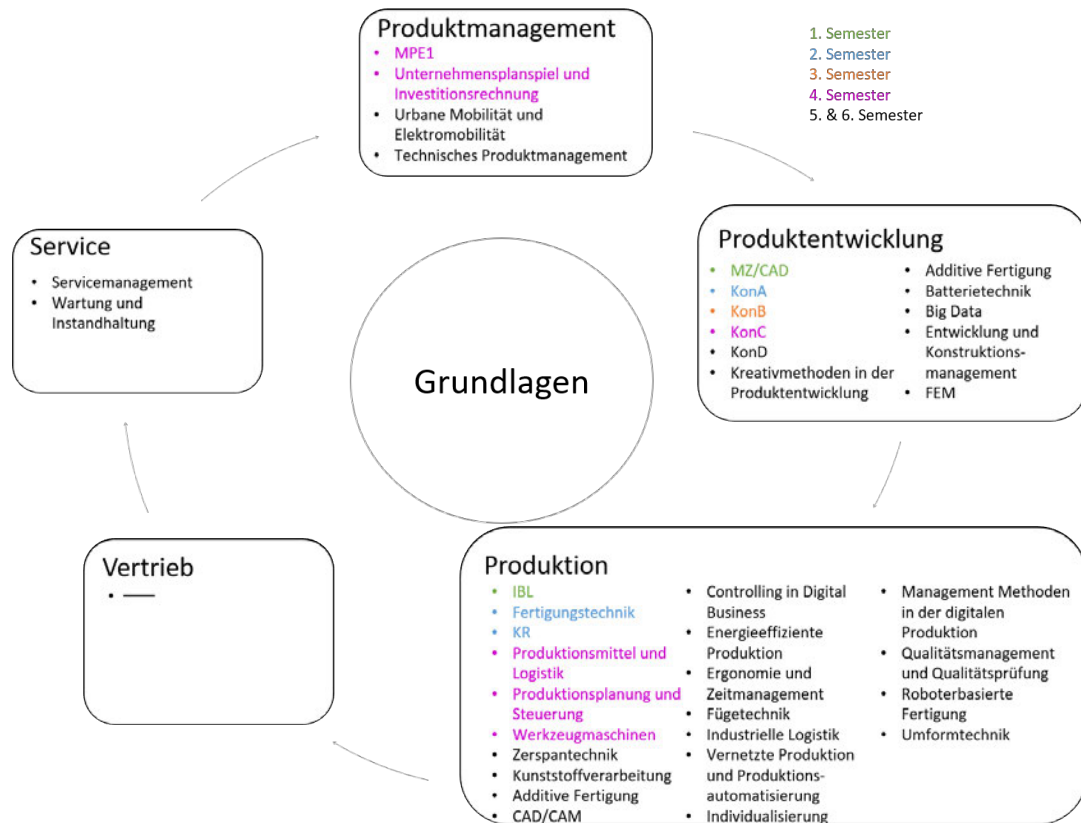 Produktmanagement
• MPE1
• Unternehmensplanspiel und
Investitionsrechnung
• Urbane Mobilität und
Elektromobilität
• Technisches Produktmanagement
1. Semester
2. Semester
3. Semester
4. Semester
5. & 6. Semester
Service
• Servicemanagement
• Wartung und
Instandhaltung
Produktentwicklung
• MZ/CAD
• KonA
• KonB
• KonC
• KonD
• Kreativmethoden in der
Produktentwicklung
• Additive Fertigung
• Batterietechnik
• Big Data
• Entwicklung und
Konstruktions-
management
• FEM
Grundlagen
Vertrieb
Produktion
• IBL
• Fertigungstechnik
• KR
• Produktionsmittel und
Logistik
• Produktionsplanung und
Steuerung
• Werkzeugmaschinen
• Zerspantechnik
• Kunststoffverarbeitung
• Additive Fertigung
• CAD/CAM
• Controlling in Digital
Business
• Energieeffiziente
Produktion
• Ergonomie und
Zeitmanagement
• Fügetechnik
• Industrielle Logistik
• Vernetzte Produktion
und Produktions-
automatisierung
• Individualisierung
• Management Methoden
in der digitalen
Produktion
• Qualitätsmanagement
und Qualitätsprüfung
• Roboterbasierte
Fertigung
• Umformtechnik